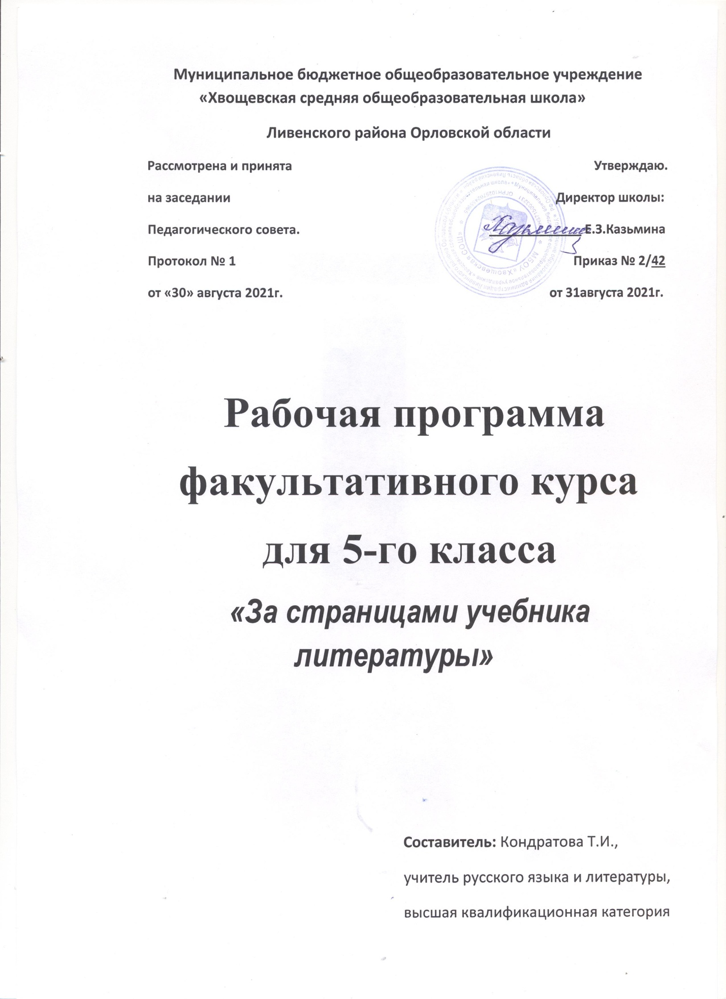 Муниципальное бюджетное общеобразовательное учреждение
«Хвощевская средняя общеобразовательная школа»
Ливенского района Орловской области
Рассмотрена и принята Утверждаю.
на заседании Директор школы:
Педагогического совета. Е.З.Казьмина
Протокол № 1 Приказ № 2/42
от «30» августа 2021г. от 31августа 2021г.
МБОУ «Хвощевская СОШ»
Рабочая программа
факультативного курса
для 5-го класса
«За страницами учебника
литературы»
Составитель: Кондратова Т.И.,
учитель русского языка и литературы,
высшая квалификационная категория